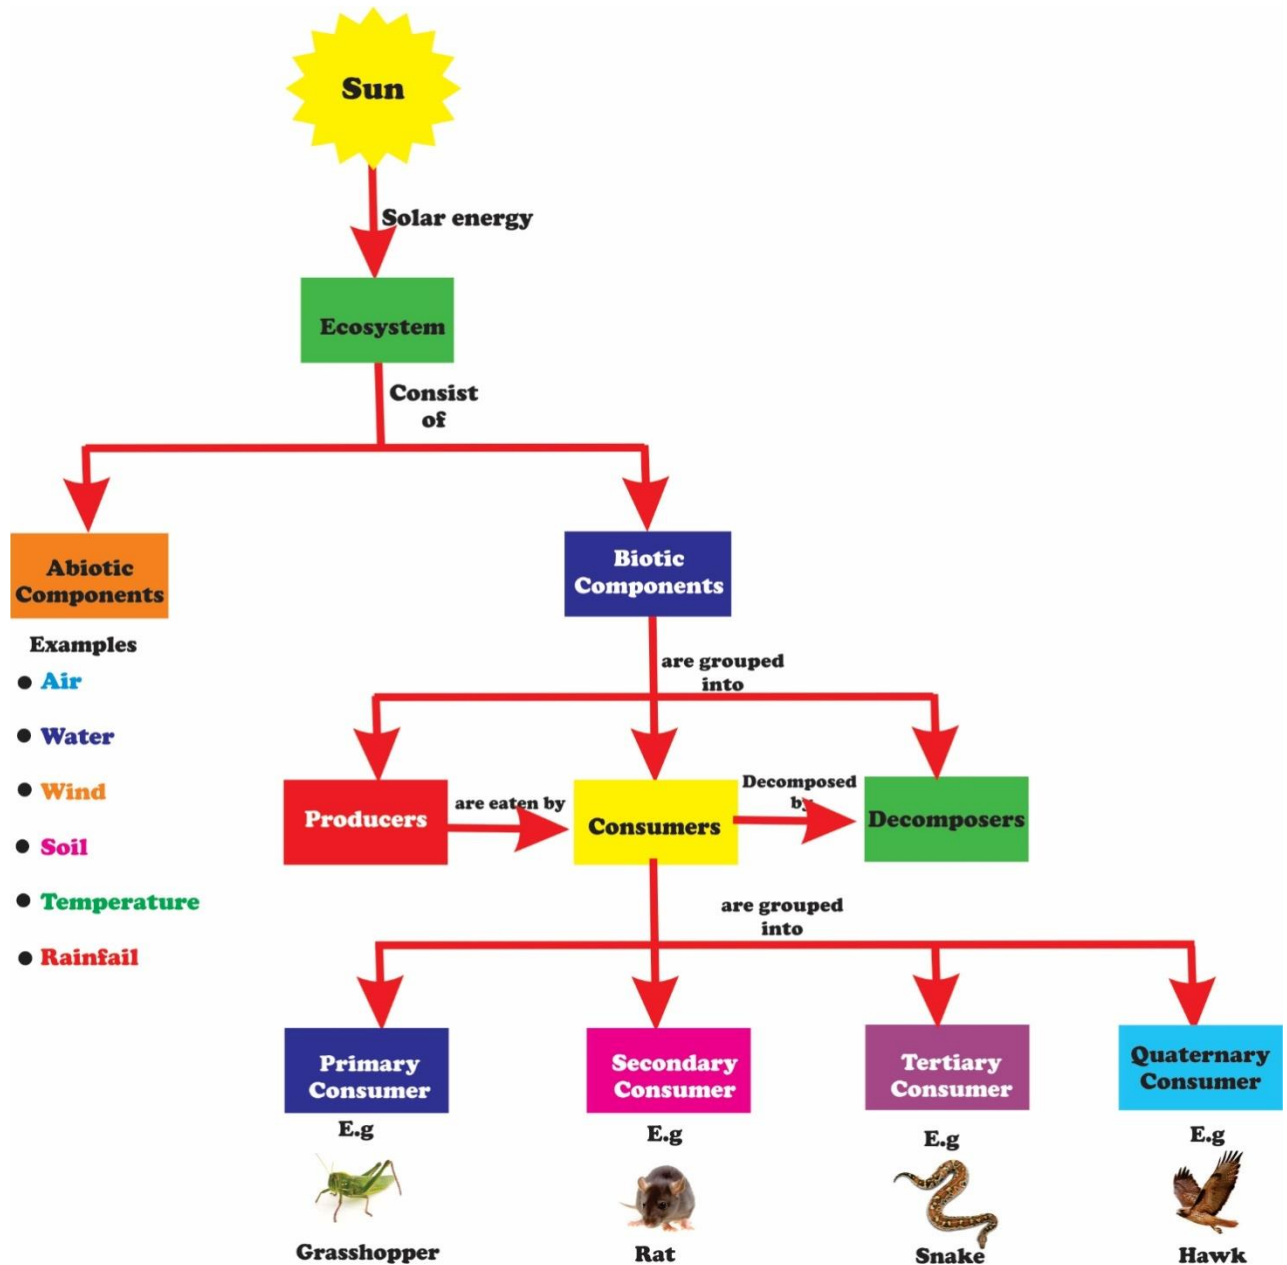 Sun
Solar energy
Ecosystem
Consist
of
Abiotic
Components
Biotic
Components
Examples
Air
Water
Wind
Soil
Temperature
Rainfail
are grouped
into
Producers
are eaten by
Consumers
Decomposed
by
Decomposers
are grouped
into
Primary
Consumer
Secondary
Consumer
Tertiary
Consumer
Quaternary
Consumer
E.g
E.g
E.g
E.g
Grasshopper
Rat
Snake
Hawk